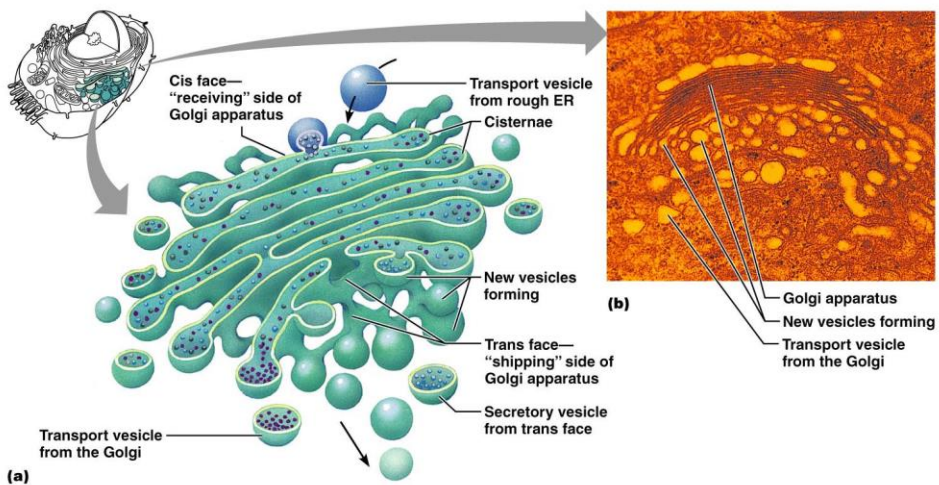 Cis face—
“receiving” side of
Golgi apparatus
Transport vesicle
from rough ER
Cisternae
New vesicles
forming
Trans face—
“shipping” side of
Golgi apparatus
Secretory vesicle
from trans face
Transport vesicle
from the Golgi
(a)
(b)
Golgi apparatus
New vesicles forming
Transport vesicle
from the Golgi